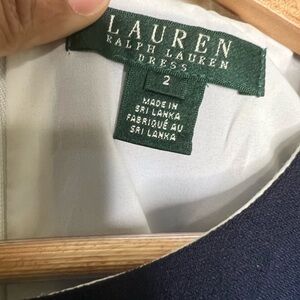 LAUREN
RALPH LAUREN
DRESS
2
MADE IN
SRI LANKA
FABRIQUÉ AU
SRI LANKA